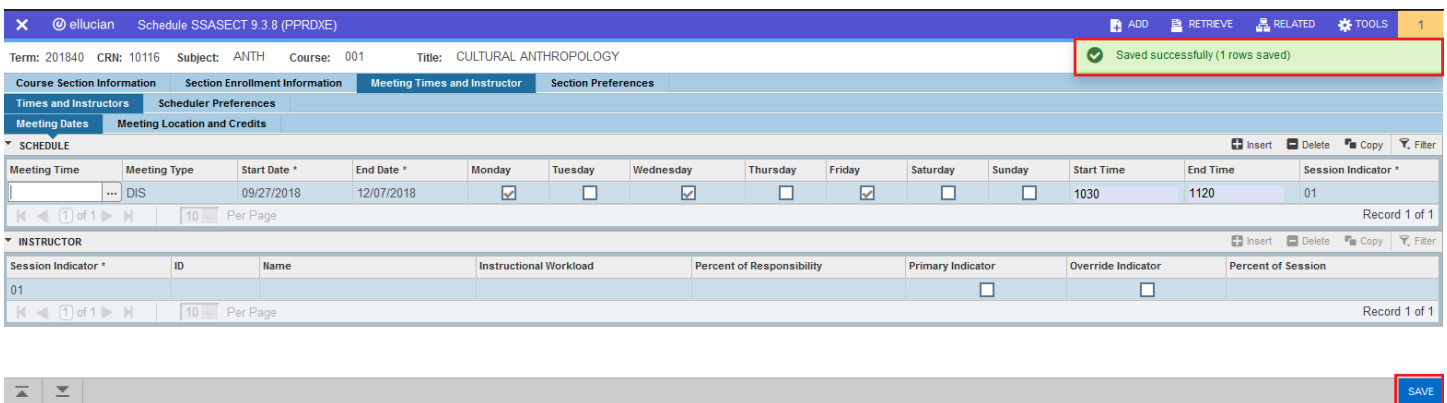 ellucian Schedule SSASECT 9.3.8 (PPRDXE) ADD RETRIEVE RELATED TOOLS 1
Term: 201840 CRN: 10116 Subject: ANTH Course: 001 Title: CULTURAL ANTHROPOLOGY
Saved successfully (1 rows saved)
Course Section Information Section Enrollment Information Meeting Times and Instructor Section Preferences
Times and Instructors Scheduler Preferences
Meeting Dates Meeting Location and Credits
SCHEDULE Insert Delete Copy Filter
Meeting Time Meeting Type Start Date * End Date * Monday Tuesday Wednesday Thursday Friday Saturday Sunday Start Time End Time Session Indicator *
... DIS 09/27/2018 12/07/2018 1030 1120 01
1 of 1 10 Per Page Record 1 of 1
INSTRUCTOR Insert Delete Copy Filter
Session Indicator * ID Name Instructional Workload Percent of Responsibility Primary Indicator Override Indicator Percent of Session
01
1 of 1 10 Per Page Record 1 of 1
SAVE